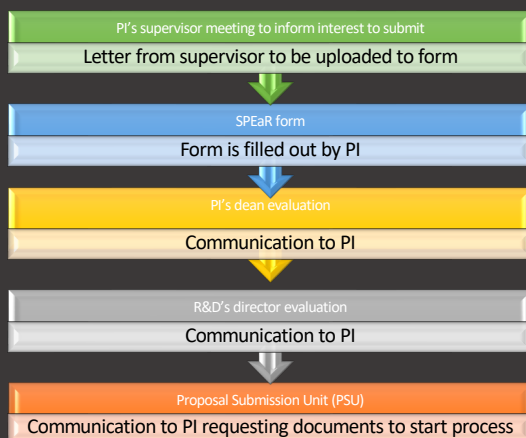 PI's supervisor meeting to inform interest to submit
Letter from supervisor to be uploaded to form
SPEaR form
Form is filled out by PI
PI's dean evaluation
Communication to PI
R&D's director evaluation
Communication to PI
Proposal Submission Unit (PSU)
Communication to PI requesting documents to start process